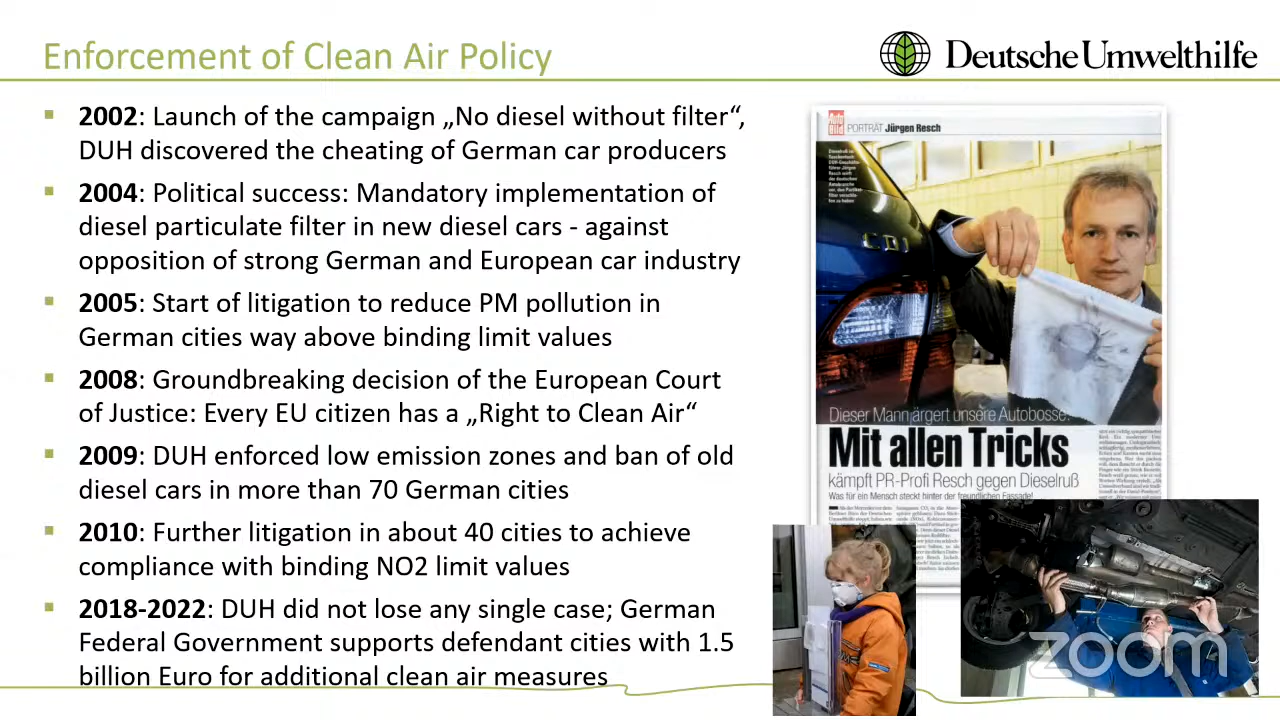 Enforcement of Clean Air Policy
Deutsche Umwelthilfe
2002: Launch of the campaign „No diesel without filter“,
DUH discovered the cheating of German car producers
2004: Political success: Mandatory implementation of
diesel particulate filter in new diesel cars - against
opposition of strong German and European car industry
2005: Start of litigation to reduce PM pollution in
German cities way above binding limit values
2008: Groundbreaking decision of the European Court
of Justice: Every EU citizen has a „Right to Clean Air“
2009: DUH enforced low emission zones and ban of old
diesel cars in more than 70 German cities
2010: Further litigation in about 40 cities to achieve
compliance with binding NO2 limit values
2018-2022: DUH did not lose any single case; German
Federal Government supports defendant cities with 1.5
billion Euro for additional clean air measures
Auto
Bild
PORTRÄT Jürgen Resch
CDI
Dieser Mann ärgert unsere Autobosse:
Mit allen Tricks
kämpft PR-Profi Resch gegen Dieselruß
Was für ein Mensch steckt hinter der freundlichen Fassade?
zoom